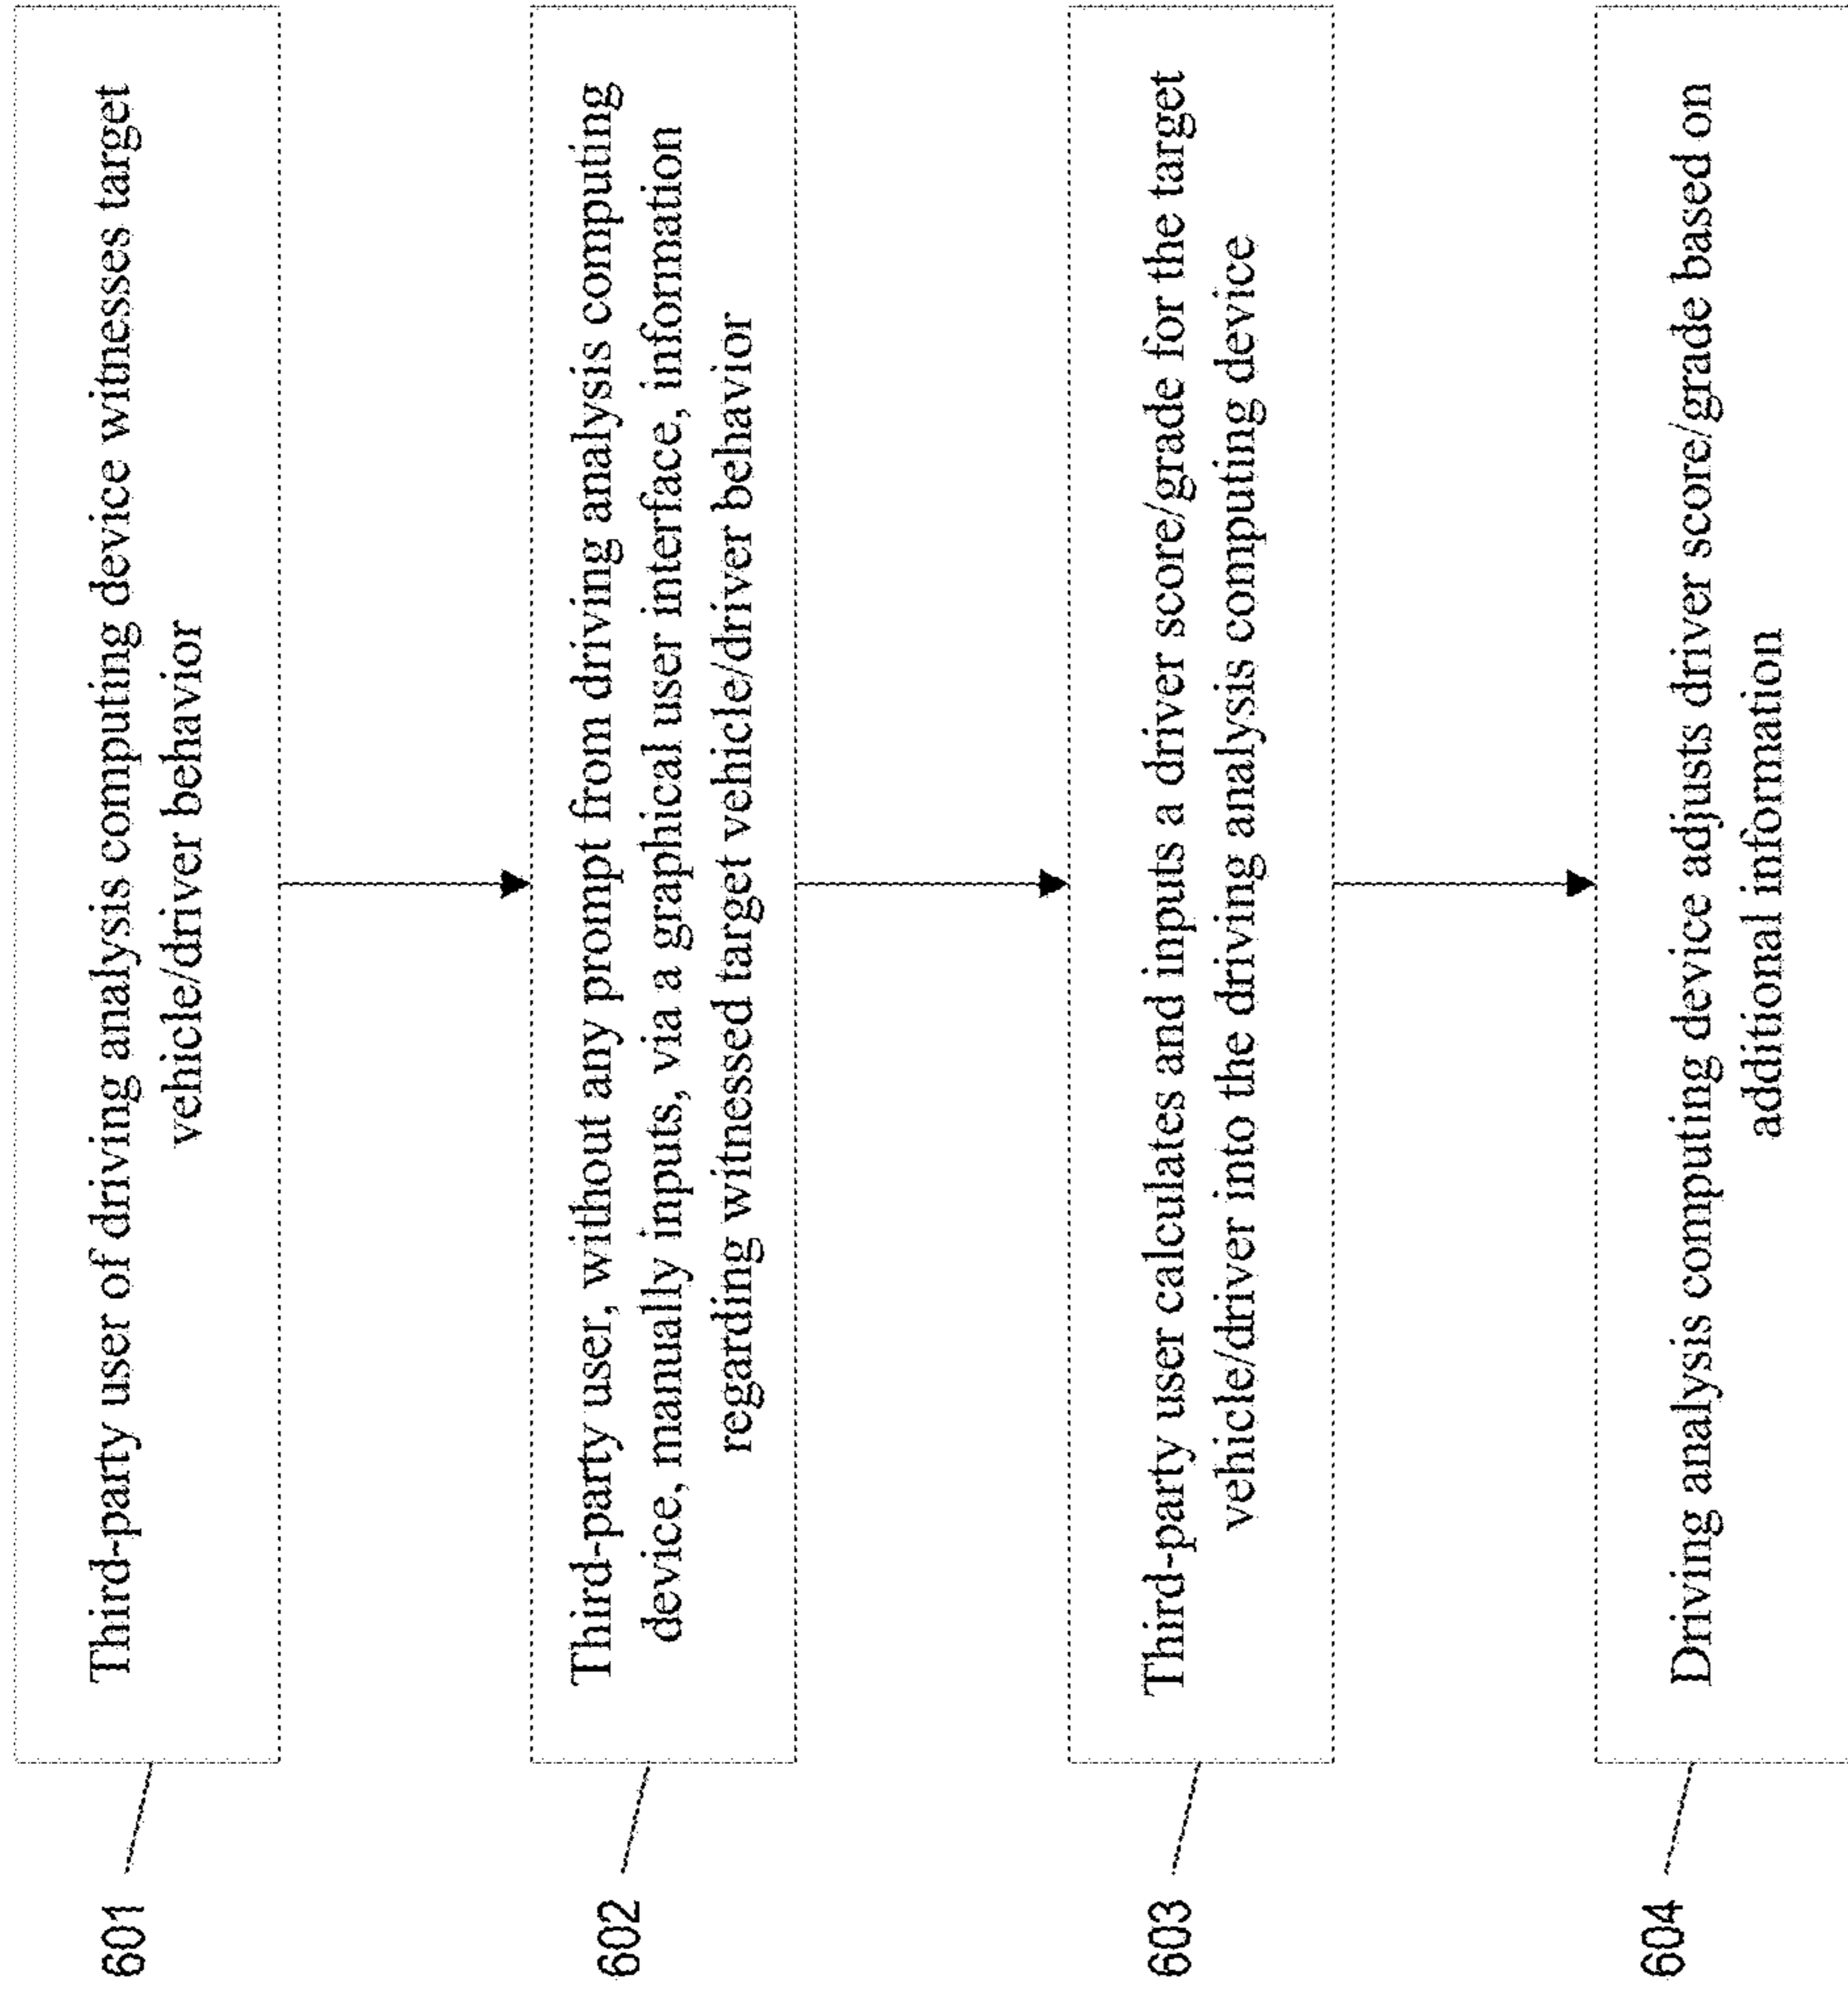 601
Third-party user of driving analysis computing device witnesses target
vehicle/driver behavior
602
Third-party user, without any prompt from driving analysis computing
device, manually inputs, via a graphical user interface, information
regarding witnessed target vehicle/driver behavior
603
Third-party user calculates and inputs a driver score/grade for the target
vehicle/driver into the driving analysis computing device
604
Driving analysis computing device adjusts driver score/grade based on
additional information